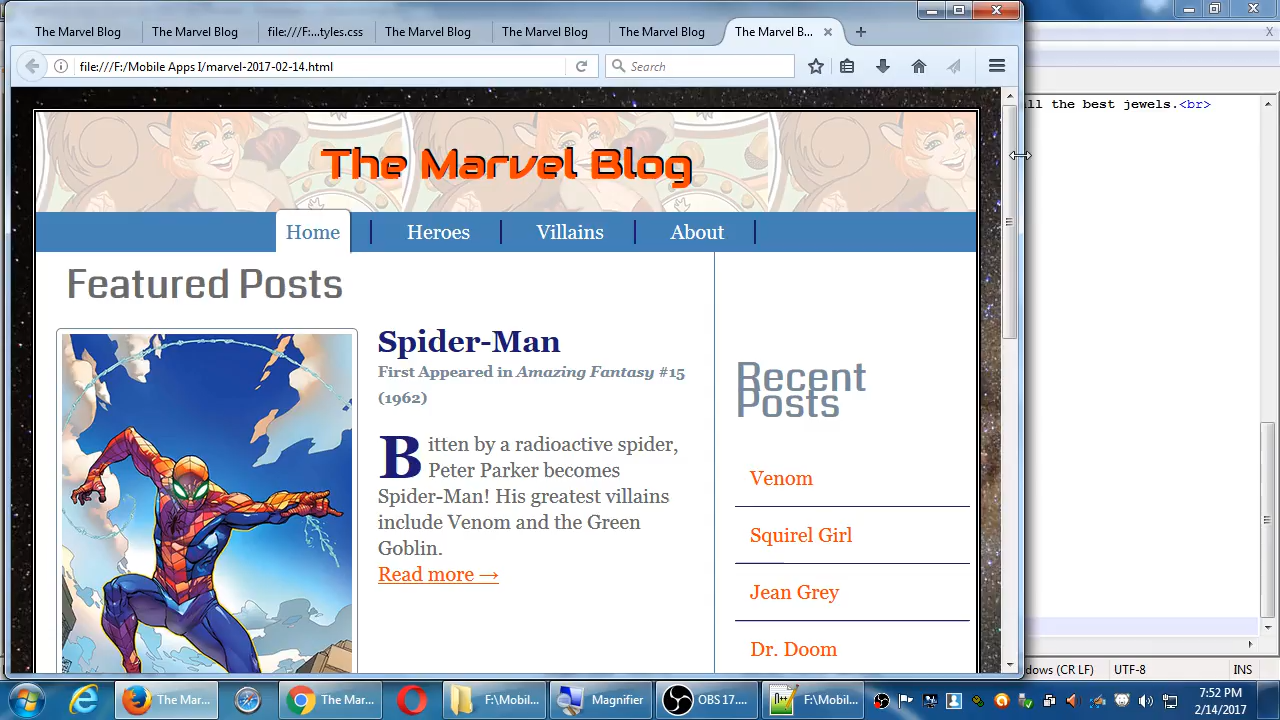 The Marvel Blog
The Marvel Blog
file:///F:...tyles.css
The Marvel Blog
The Marvel Blog
The Marvel Blog
The Marvel B...
file:///F:/Mobile Apps I/marvel-2017-02-14.html
Search
all the best jewels.<br>
The Marvel Blog
Home
Heroes
Villains
About
Featured Posts
Spider-Man
First Appeared in Amazing Fantasy #15
(1962)
Bitten by a radioactive spider,
Peter Parker becomes
Spider-Man! His greatest villains
include Venom and the Green
Goblin.
Read more →
Recent
Posts
Venom
Squirel Girl
Jean Grey
Dr. Doom
dows (CR LF)
UTF-8
INS
The Mar...
The Mar...
F:\Mobil...
Magnifier
OBS 17....
F:\Mobil...
7:52 PM
2/14/2017